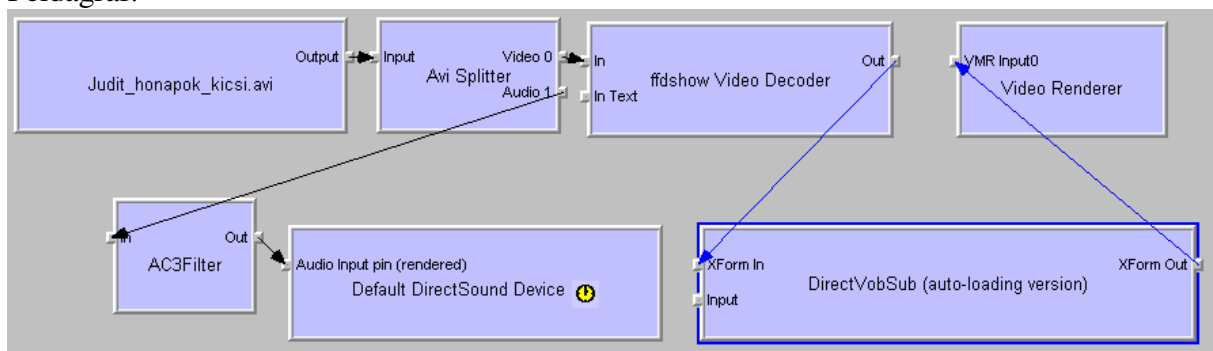 Judit_honapok_kicsi.avi
Output
Input
Video 0
Avi Splitter
Audio 1
In
Out
ffdshow Video Decoder
In Text
VMR Input0
Video Renderer
In
Out
AC3Filter
Audio Input pin (rendered)
Default DirectSound Device
XForm In
XForm Out
DirectVobSub (auto-loading version)
Input